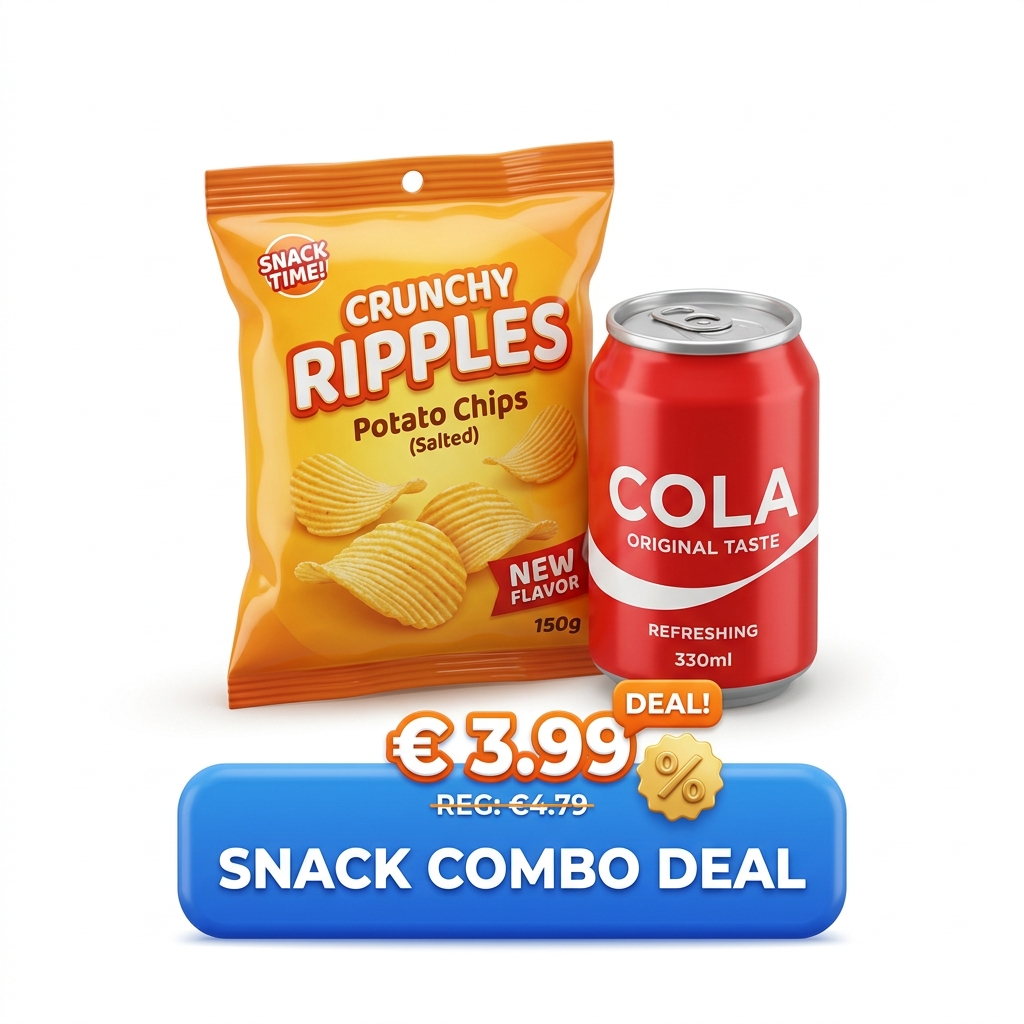 SNACK
TIME!
CRUNCHY
RIPPLES
Potato Chips
(Salted)
NEW
FLAVOR
150g
COLA
ORIGINAL TASTE
REFRESHING
330ml
DEAL!
€ 3.99
%
REG: €4.79
SNACK COMBO DEAL